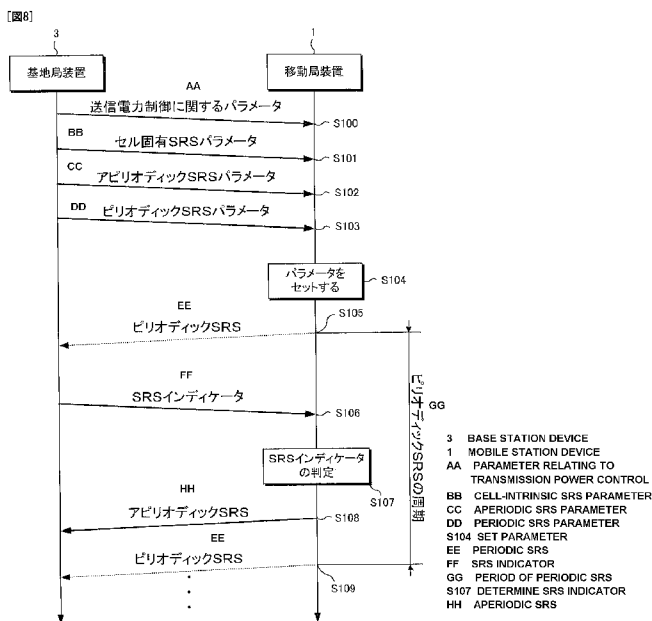 [図8]
3
1
基地局装置
移動局装置
AA
送信電力制御に関するパラメータ
S100
BB
セル固有SRSパラメータ
S101
CC
アピリオディックSRSパラメータ
S102
DD
ピリオディックSRSパラメータ
S103
パラメータを
セットする
S104
EE
ピリオディックSRS
S105
FF
SRSインディケータ
S106
ピリオディックSRSの周期
GG
SRSインディケータ
の判定
S107
HH
アピリオディックSRS
S108
EE
ピリオディックSRS
S109
3 BASE STATION DEVICE
1 MOBILE STATION DEVICE
AA PARAMETER RELATING TO
TRANSMISSION POWER CONTROL
BB CELL-INTRINSIC SRS PARAMETER
CC APERIODIC SRS PARAMETER
DD PERIODIC SRS PARAMETER
S104 SET PARAMETER
EE PERIODIC SRS
FF SRS INDICATOR
GG PERIOD OF PERIODIC SRS
S107 DETERMINE SRS INDICATOR
HH APERIODIC SRS